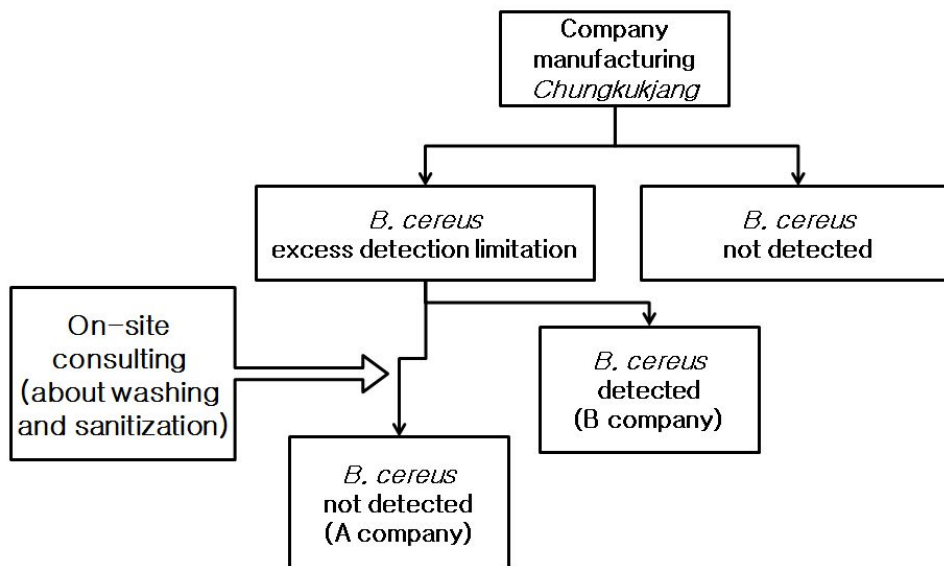 Company
manufacturing
Chungkukjang
B. cereus
excess detection limitation
B. cereus
not detected
On-site
consulting
(about washing
and sanitization)
B. cereus
detected
(B company)
B. cereus
not detected
(A company)